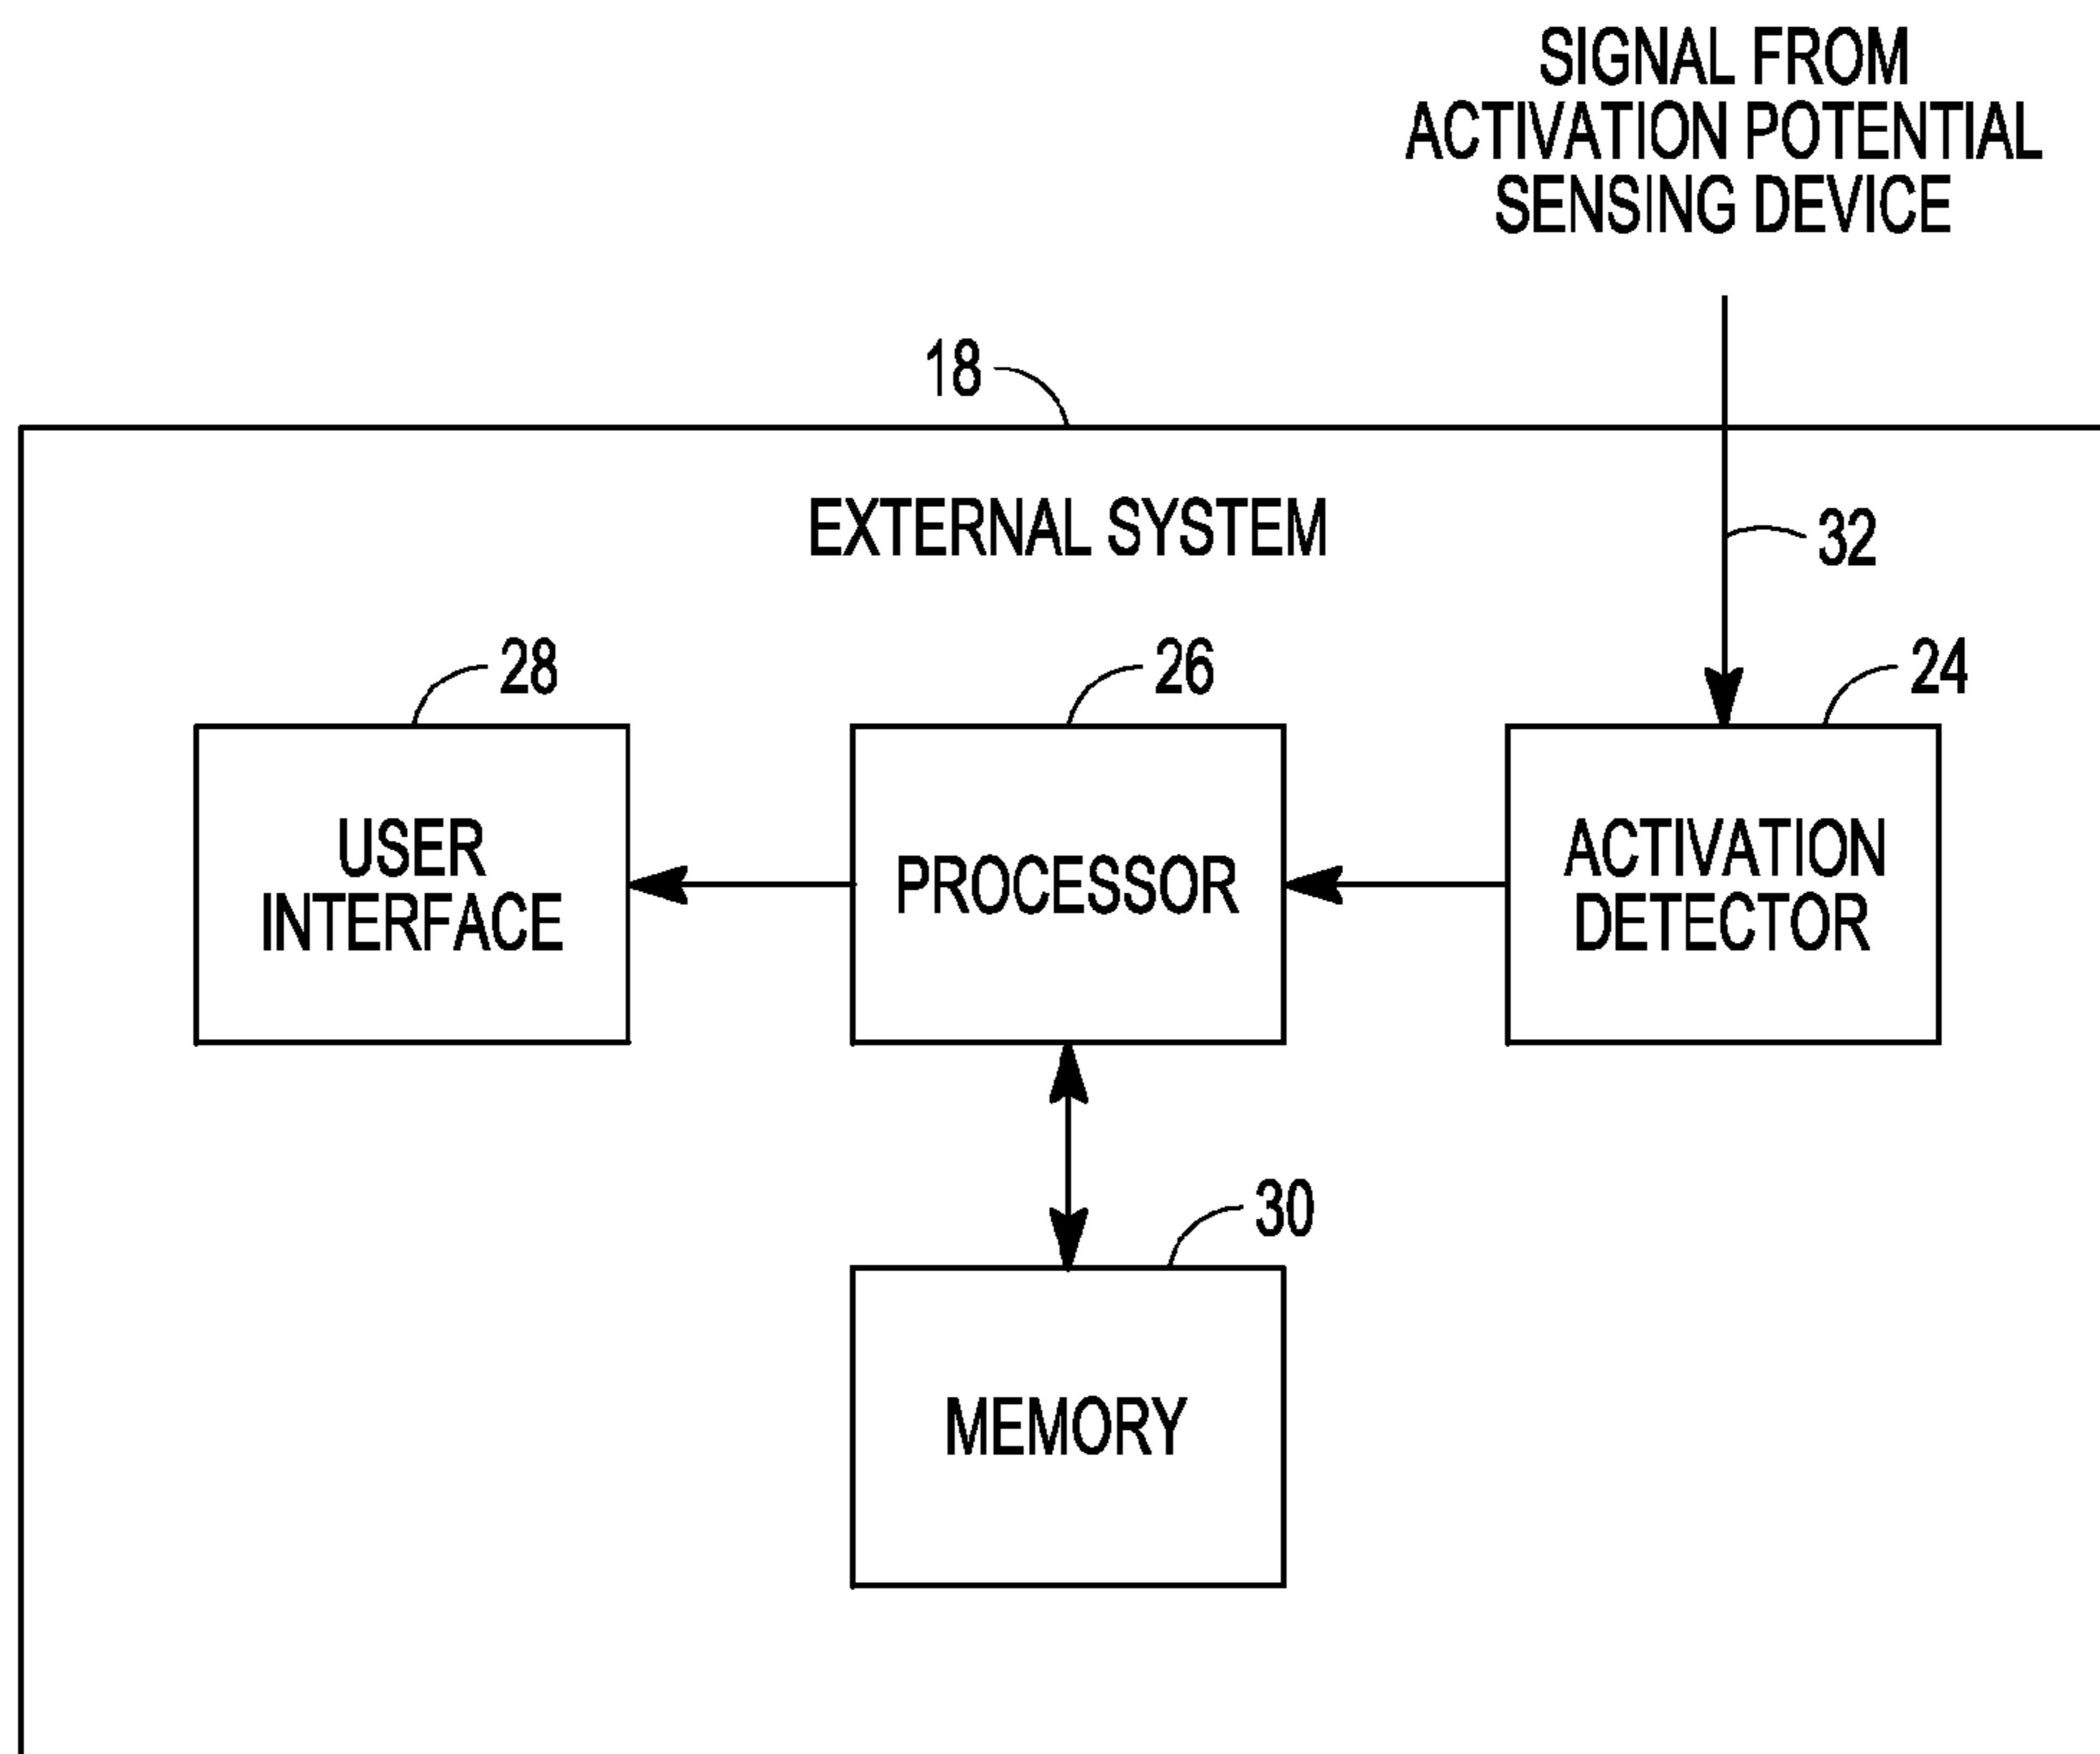 SIGNAL FROM
ACTIVATION POTENTIAL
SENSING DEVICE
18
EXTERNAL SYSTEM
32
28
26
24
USER
INTERFACE
PROCESSOR
ACTIVATION
DETECTOR
30
MEMORY